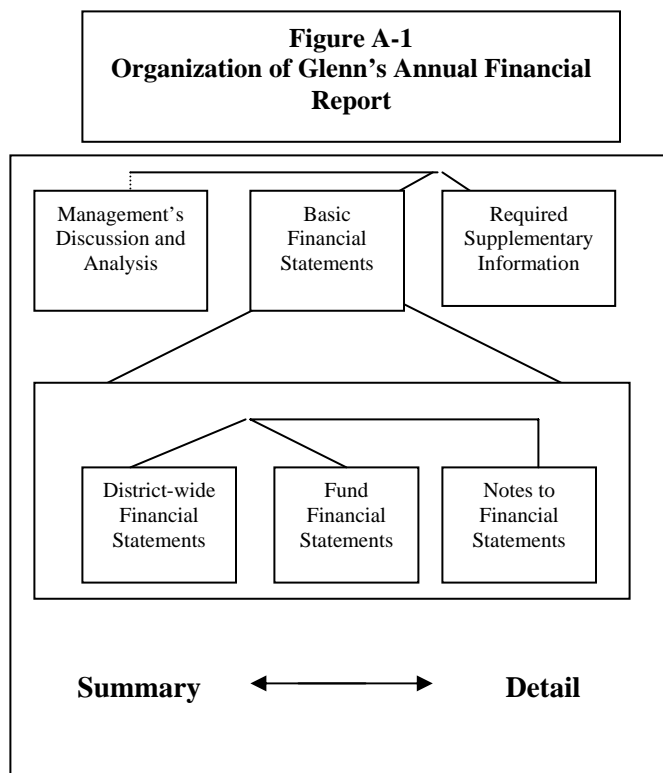 Figure A-1
Organization of Glenn’s Annual Financial
Report
Management’s
Discussion and
Analysis
Basic
Financial
Statements
Required
Supplementary
Information
District-wide
Financial
Statements
Fund
Financial
Statements
Notes to
Financial
Statements
Summary
Detail